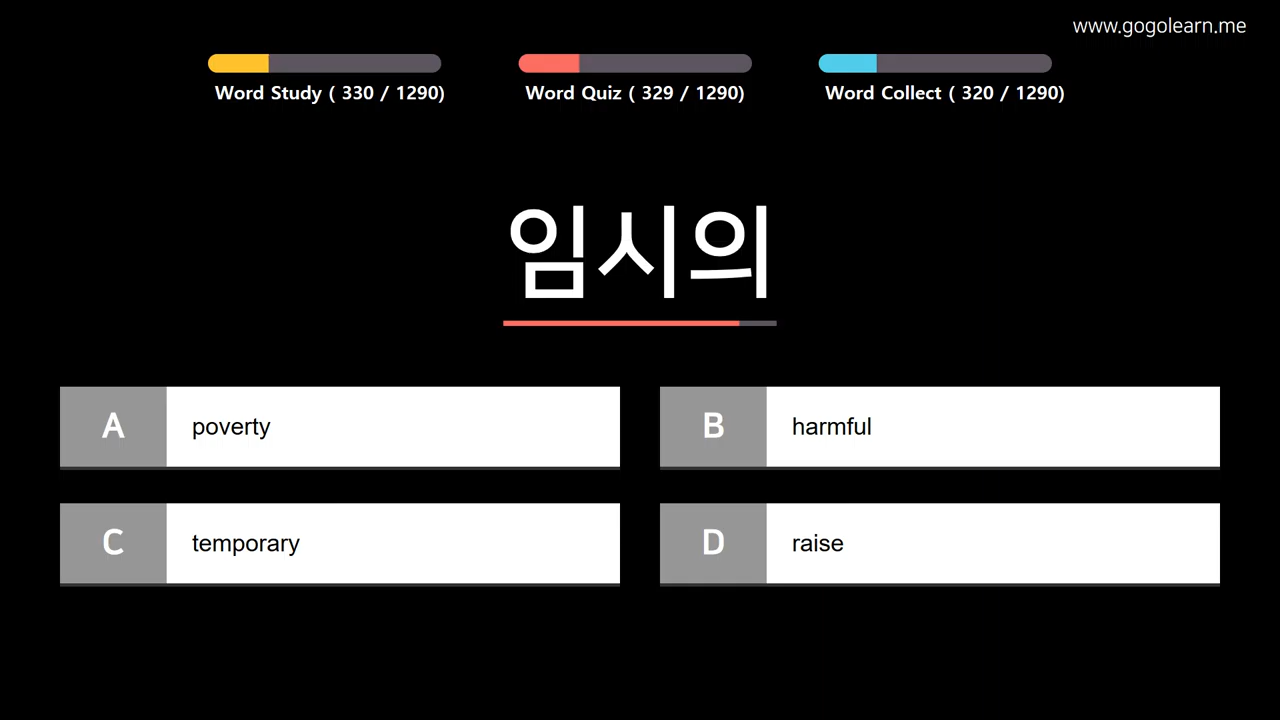 www.gogolearn.me
Word Study ( 330 / 1290)
Word Quiz ( 329 / 1290)
Word Collect ( 320 / 1290)
임시의
A poverty
B harmful
C temporary
D raise